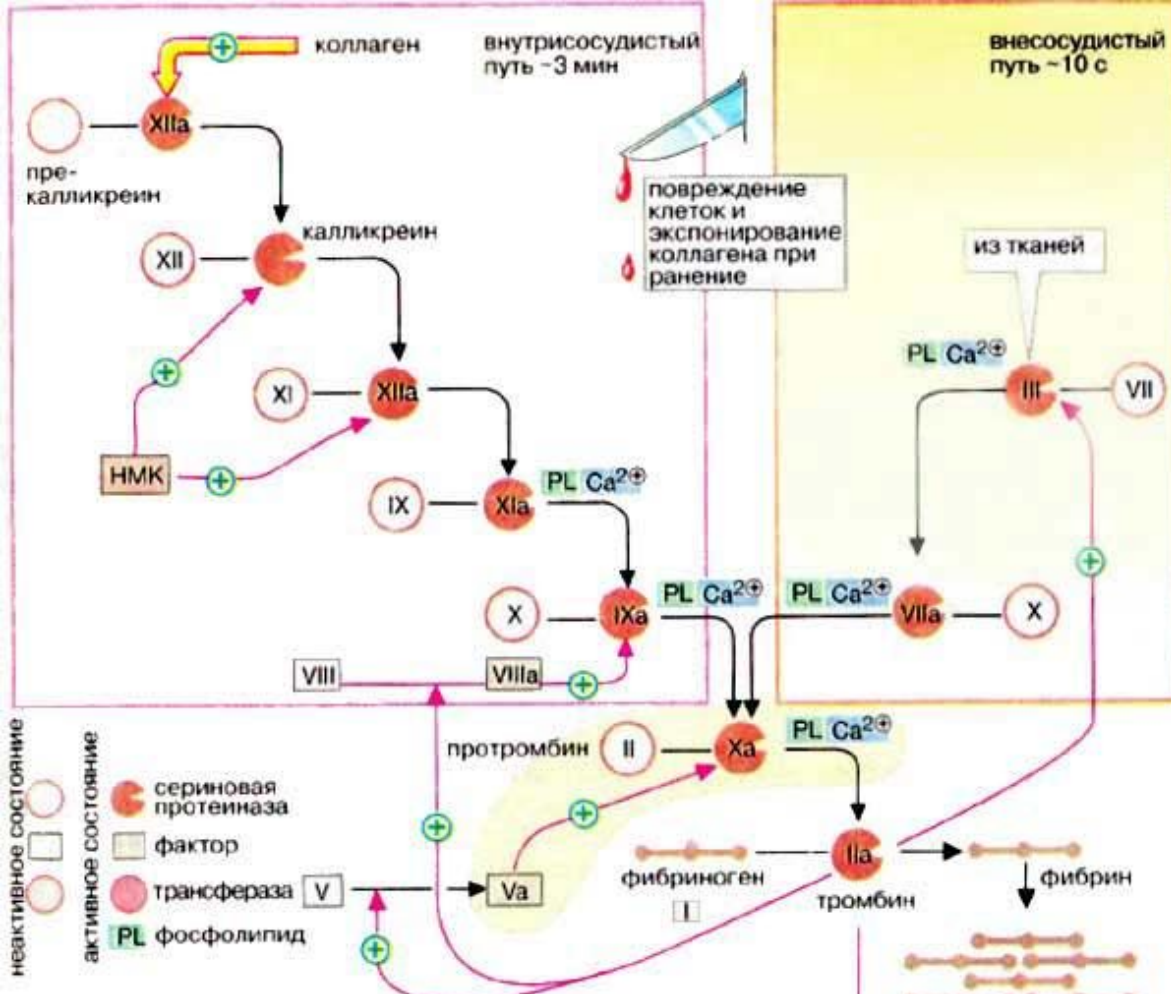 коллаген
внутрисосудистый
путь ~3 мин
внесосудистый
путь ~10 с
XIIa
пре-
калликреин
повреждение
клеток и
экспонирование
коллагена при
ранение
калликреин
XII
из тканей
PL Ca²⊕
III
VII
XI
XIIa
НМК
PL Ca²⊕
IX
XIa
PL Ca²⊕
PL Ca²⊕
X
IXa
VIIa
X
VIII
VIIIa
протромбин
II
Xa
PL Ca²⊕
неактивное состояние
активное состояние
сериновая
протеиназа
фактор
трансфераза
PL фосфолипид
V
Va
фибриноген
I
IIa
тромбин
фибрин